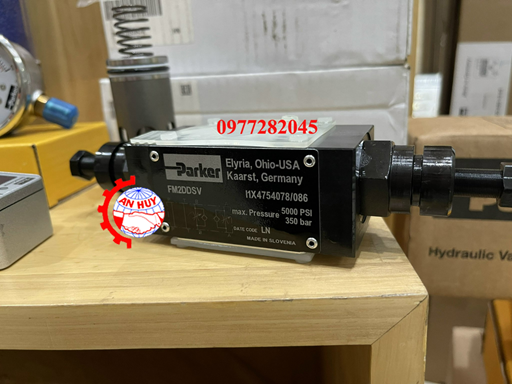 0977282045
Parker
Elyria, Ohio-USA
Kaarst, Germany
FM2DDSV
I1X4754078/086
max. Pressure 5000 PSI
350 bar
DATE CODE LN
MADE IN SLOVENIA
AN HUY
Hydraulic Va